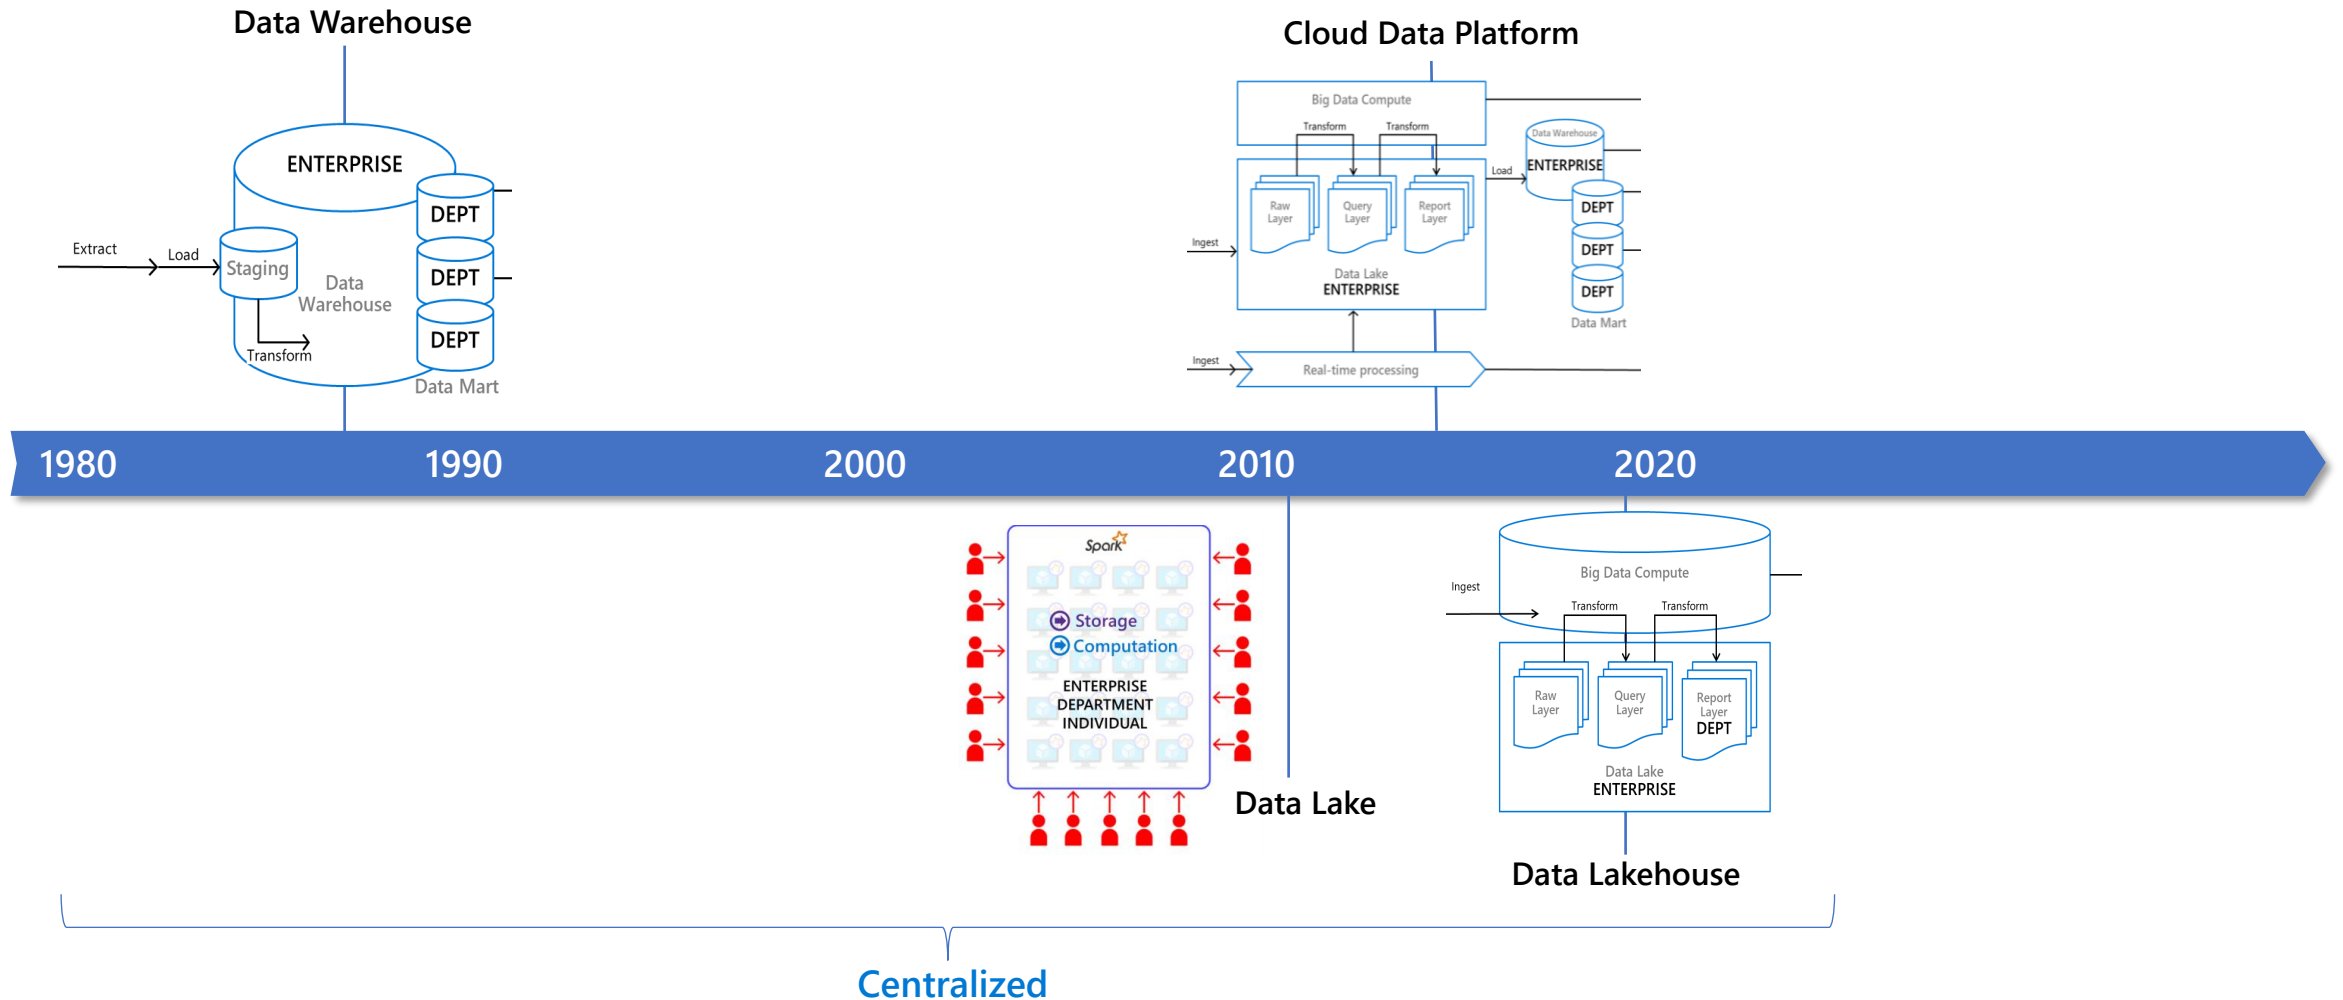 Data Warehouse
ENTERPRISE
DEPT
DEPT
DEPT
Extract
Load
Staging
Data
Warehouse
Transform
Data Mart
Cloud Data Platform
Big Data Compute
Transform
Transform
Data Warehouse
ENTERPRISE
Load
Raw
Layer
Query
Layer
Report
Layer
DEPT
DEPT
DEPT
Data Mart
Ingest
Data Lake
ENTERPRISE
Ingest
Real-time processing
1980
1990
2000
2010
2020
Spark
Storage
Computation
ENTERPRISE
DEPARTMENT
INDIVIDUAL
Data Lake
Big Data Compute
Ingest
Transform
Transform
Raw
Layer
Query
Layer
Report
Layer
DEPT
Data Lake
ENTERPRISE
Data Lakehouse
Centralized